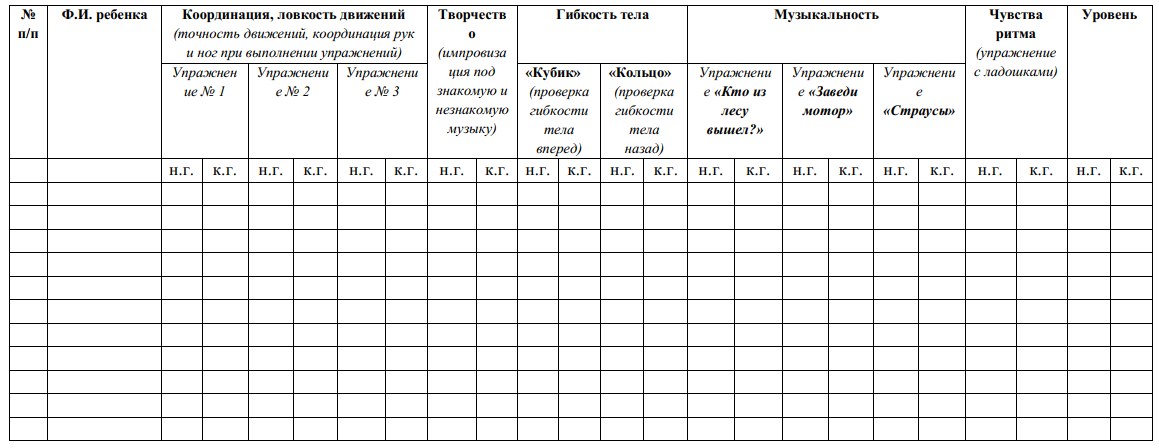 №
п/п
Ф.И. ребенка
Координация, ловкость движений
(точность движений, координация рук
и ног при выполнении упражнений)
Творчеств
о
(импровиза
ция под
знакомую и
незнакомую
музыку)
Гибкость тела
Музыкальность
Чувства
ритма
(упражнение
с ладошками)
Уровень
Упражнен
ие № 1
Упражнени
е № 2
Упражнени
е № 3
«Кубик»
(проверка
гибкости
тела
вперед)
«Кольцо»
(проверка
гибкости
тела
назад)
Упражнени
е «Кто из
лесу
вышел?»
Упражнени
е «Заведи
мотор»
Упражнени
е
«Страусы»
н.г. к.г. н.г. к.г. н.г. к.г. н.г. к.г. н.г. к.г. н.г. к.г. н.г. к.г. н.г. к.г. н.г. к.г. н.г. к.г. н.г. к.г.